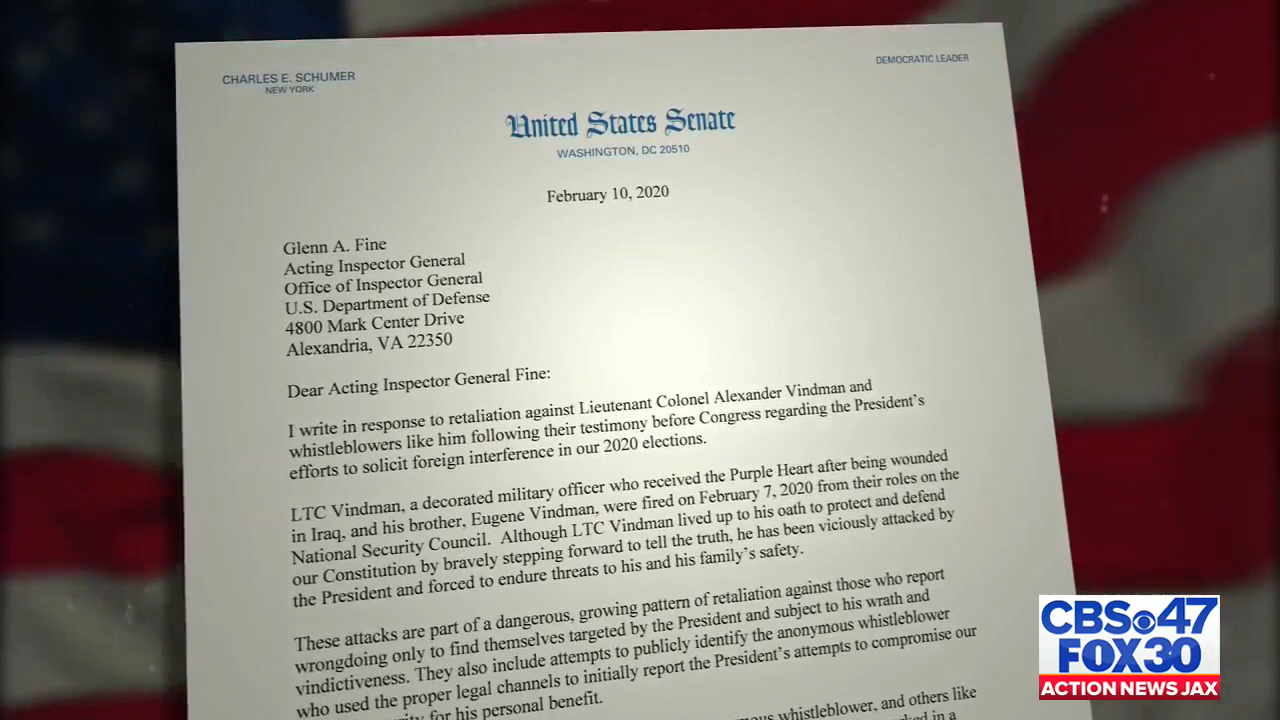 CHARLES E. SCHUMER
NEW YORK
DEMOCRATIC LEADER
United States Senate
WASHINGTON, DC 20510
February 10, 2020
Glenn A. Fine
Acting Inspector General
Office of Inspector General
U.S. Department of Defense
4800 Mark Center Drive
Alexandria, VA 22350
Dear Acting Inspector General Fine:
I write in response to retaliation against Lieutenant Colonel Alexander Vindman and
whistleblowers like him following their testimony before Congress regarding the President's
efforts to solicit foreign interference in our 2020 elections.
LTC Vindman, a decorated military officer who received the Purple Heart after being wounded
in Iraq, and his brother, Eugene Vindman, were fired on February 7, 2020 from their roles on the
National Security Council. Although LTC Vindman lived up to his oath to protect and defend
our Constitution by bravely stepping forward to tell the truth, he has been viciously attacked by
the President and forced to endure threats to his and his family's safety.
These attacks are part of a dangerous, growing pattern of retaliation against those who report
wrongdoing only to find themselves targeted by the President and subject to his wrath and
vindictiveness. They also include attempts to publicly identify the anonymous whistleblower
who used the proper legal channels to initially report the President's attempts to compromise our
for his personal benefit.
whistleblower, and others like
in a
CBS 47
FOX 30
ACTION NEWS JAX